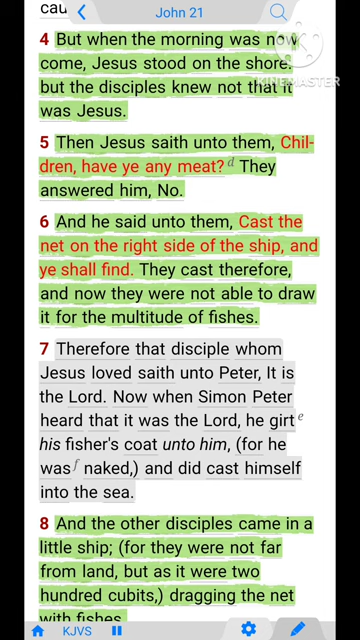 cau
John 21
4 But when the morning was now
come, Jesus stood on the shore:
but the disciples knew not that it
was Jesus.
KINEMASTER
5 Then Jesus saith unto them, Chil-
dren, have ye any meat? d They
answered him, No.
6 And he said unto them, Cast the
net on the right side of the ship, and
ye shall find. They cast therefore,
and now they were not able to draw
it for the multitude of fishes.
7 Therefore that disciple whom
Jesus loved saith unto Peter, It is
the Lord. Now when Simon Peter
heard that it was the Lord, he girt e
his fisher's coat unto him, (for he
was f naked,) and did cast himself
into the sea.
8 And the other disciples came in a
little ship; (for they were not far
from land, but as it were two
hundred cubits,) dragging the net
with fishes.
KJVS